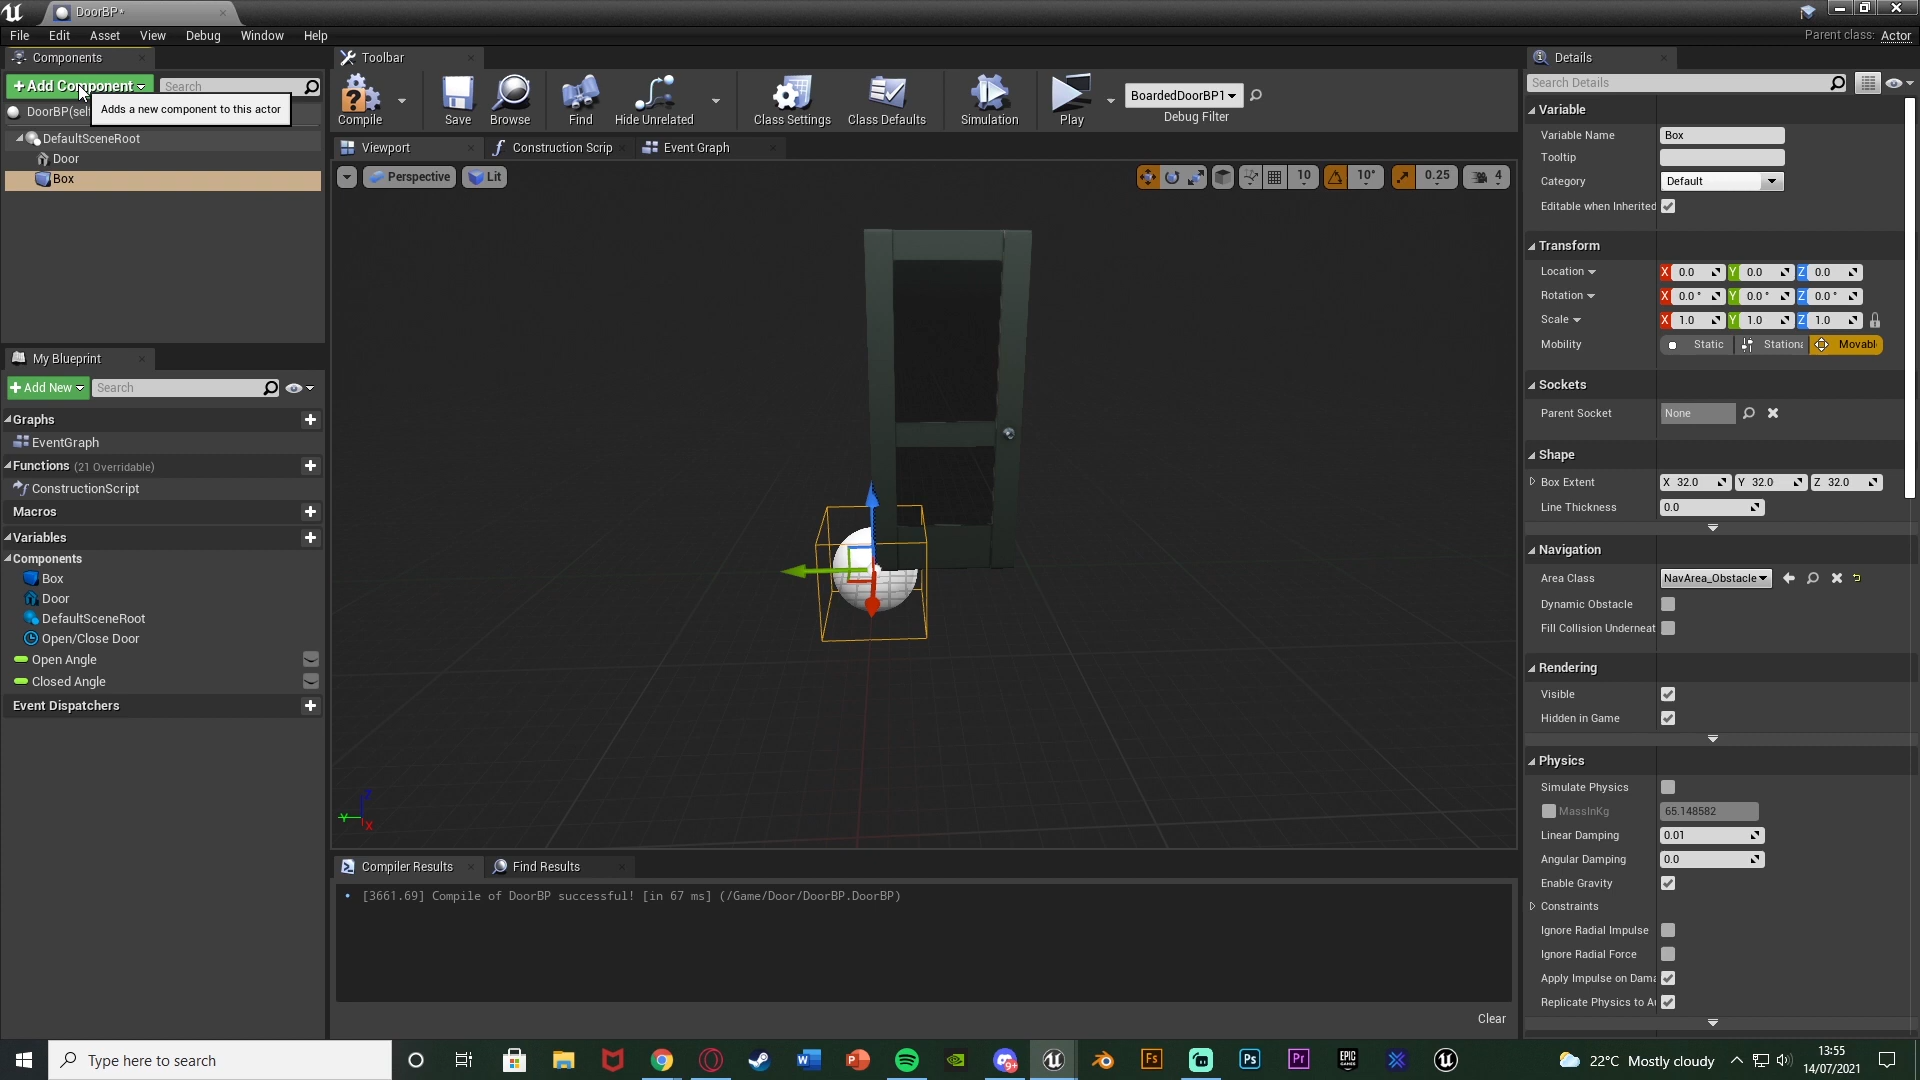 DoorBP*
File Edit Asset View Debug Window Help
Parent class: Actor
Components
+Add Component
Search
Adds a new component to this actor
DoorBP(sel
DefaultSceneRoot
Door
Box
My Blueprint
+Add New
Search
Graphs
EventGraph
Functions (21 Overridable)
ConstructionScript
Macros
Variables
Components
Box
Door
DefaultSceneRoot
Open/Close Door
Open Angle
Closed Angle
Event Dispatchers
Toolbar
Compile
Save
Browse
Find
Hide Unrelated
Class Settings
Class Defaults
Simulation
Play
BoardedDoorBP1
Debug Filter
Viewport
Construction Scrip
Event Graph
Perspective
Lit
10
10°
0.25
4
Z
Y
X
Compiler Results
Find Results
[3661.69] Compile of DoorBP successful! [in 67 ms] (/Game/Door/DoorBP.DoorBP)
Clear
Details
Search Details
Variable
Variable Name Box
Tooltip
Category Default
Editable when Inherited
Transform
Location X 0.0 Y 0.0 Z 0.0
Rotation X 0.0 ° Y 0.0 ° Z 0.0 °
Scale X 1.0 Y 1.0 Z 1.0
Mobility Static Stationa Movabl
Sockets
Parent Socket None
Shape
Box Extent X 32.0 Y 32.0 Z 32.0
Line Thickness 0.0
Navigation
Area Class NavArea_Obstacle
Dynamic Obstacle
Fill Collision Underneat
Rendering
Visible
Hidden in Game
Physics
Simulate Physics
MassInKg 65.148582
Linear Damping 0.01
Angular Damping 0.0
Enable Gravity
Constraints
Ignore Radial Impulse
Ignore Radial Force
Apply Impulse on Dama
Replicate Physics to Au
Type here to search
22°C Mostly cloudy
13:55
14/07/2021